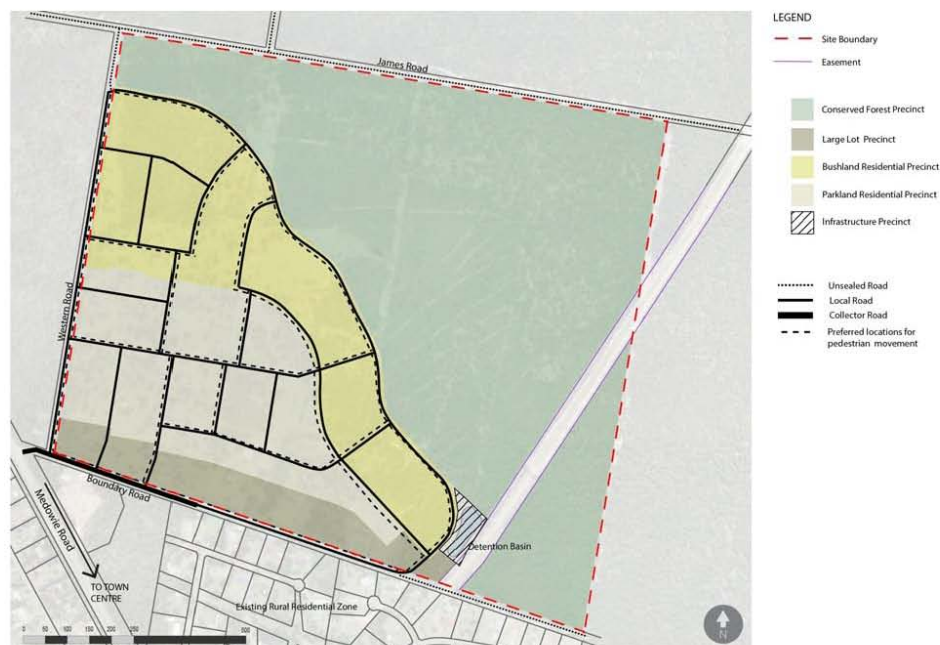 James Road
Western Road
Boundary Road
Medowie Road
TO TOWN
CENTRE
Detention Basin
Existing Rural Residential Zone
0 50 100 150 200 250 500
N
LEGEND
Site Boundary
Easement
Conserved Forest Precinct
Large Lot Precinct
Bushland Residential Precinct
Parkland Residential Precinct
Infrastructure Precinct
Unsealed Road
Local Road
Collector Road
Preferred locations for
pedestrian movement